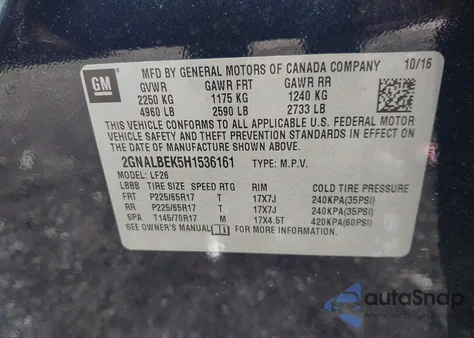 GM
MFD BY GENERAL MOTORS OF CANADA COMPANY 10/16
GVWR GAWR FRT GAWR RR
2250 KG 1175 KG 1240 KG
4960 LB 2590 LB 2733 LB
THIS VEHICLE CONFORMS TO ALL APPLICABLE U.S. FEDERAL MOTOR
VEHICLE SAFETY AND THEFT PREVENTION STANDARDS IN EFFECT ON
THE DATE OF MANUFACTURE SHOWN ABOVE.
2GNALBEK5H1536161 TYPE: M.P.V.
MODEL: LF26
LBBB TIRE SIZE SPEED RTG RIM COLD TIRE PRESSURE
FRT P225/65R17 T 17X7J 240KPA(35PSI)
RR P225/65R17 T 17X7J 240KPA(35PSI)
SPA T145/70R17 M 17X4.5T 420KPA(60PSI)
SEE OWNER'S MANUAL FOR MORE INFORMATION.
autoSnap